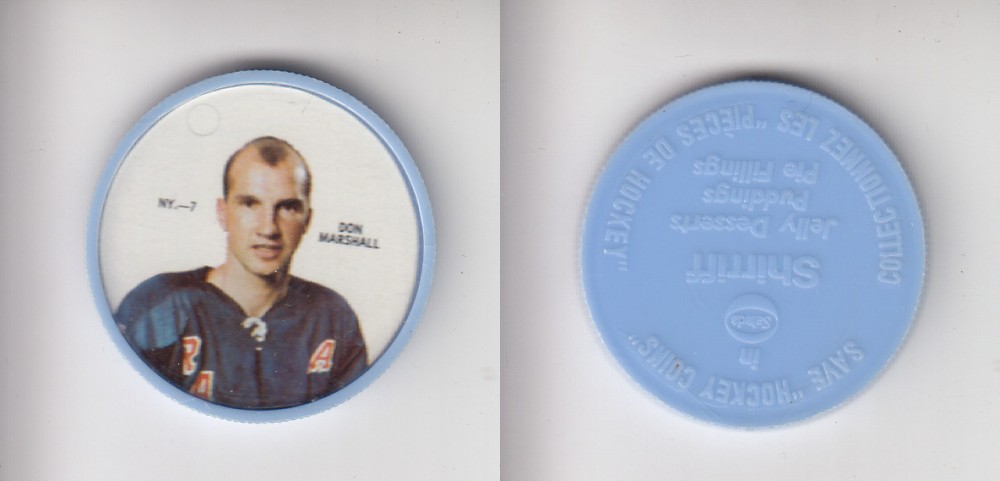 NY.—7
DON
MARSHALL
R
A
A
SAVE "HOCKEY COINS"
in
Salada
Shirriff
Jelly Desserts
Puddings
Pie Fillings
COLLECTIONNEZ LES "PIÈCES DE HOCKEY"